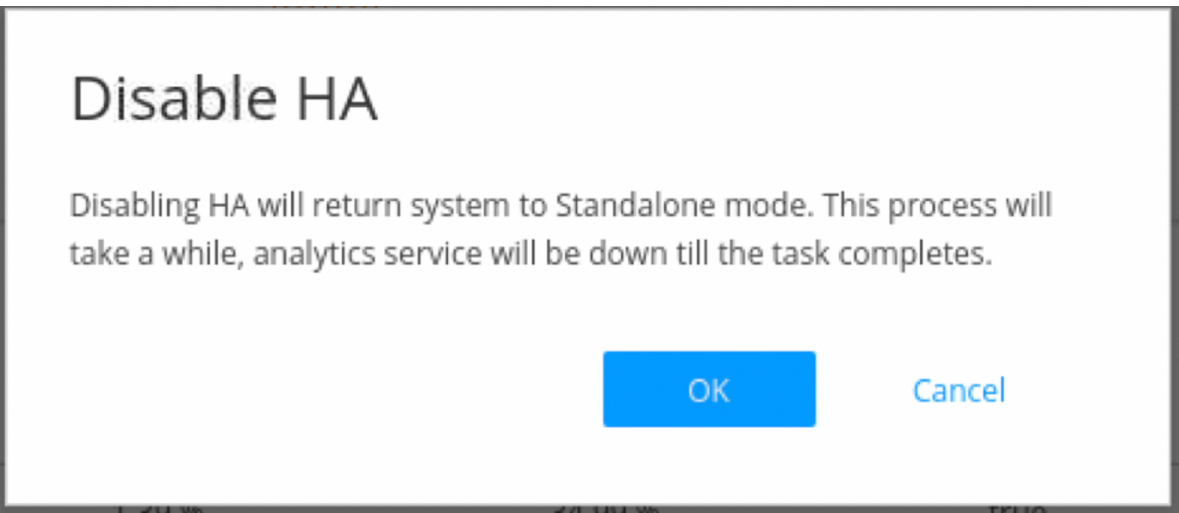 Disable HA
Disabling HA will return system to Standalone mode. This process will
take a while, analytics service will be down till the task completes.
OK
Cancel